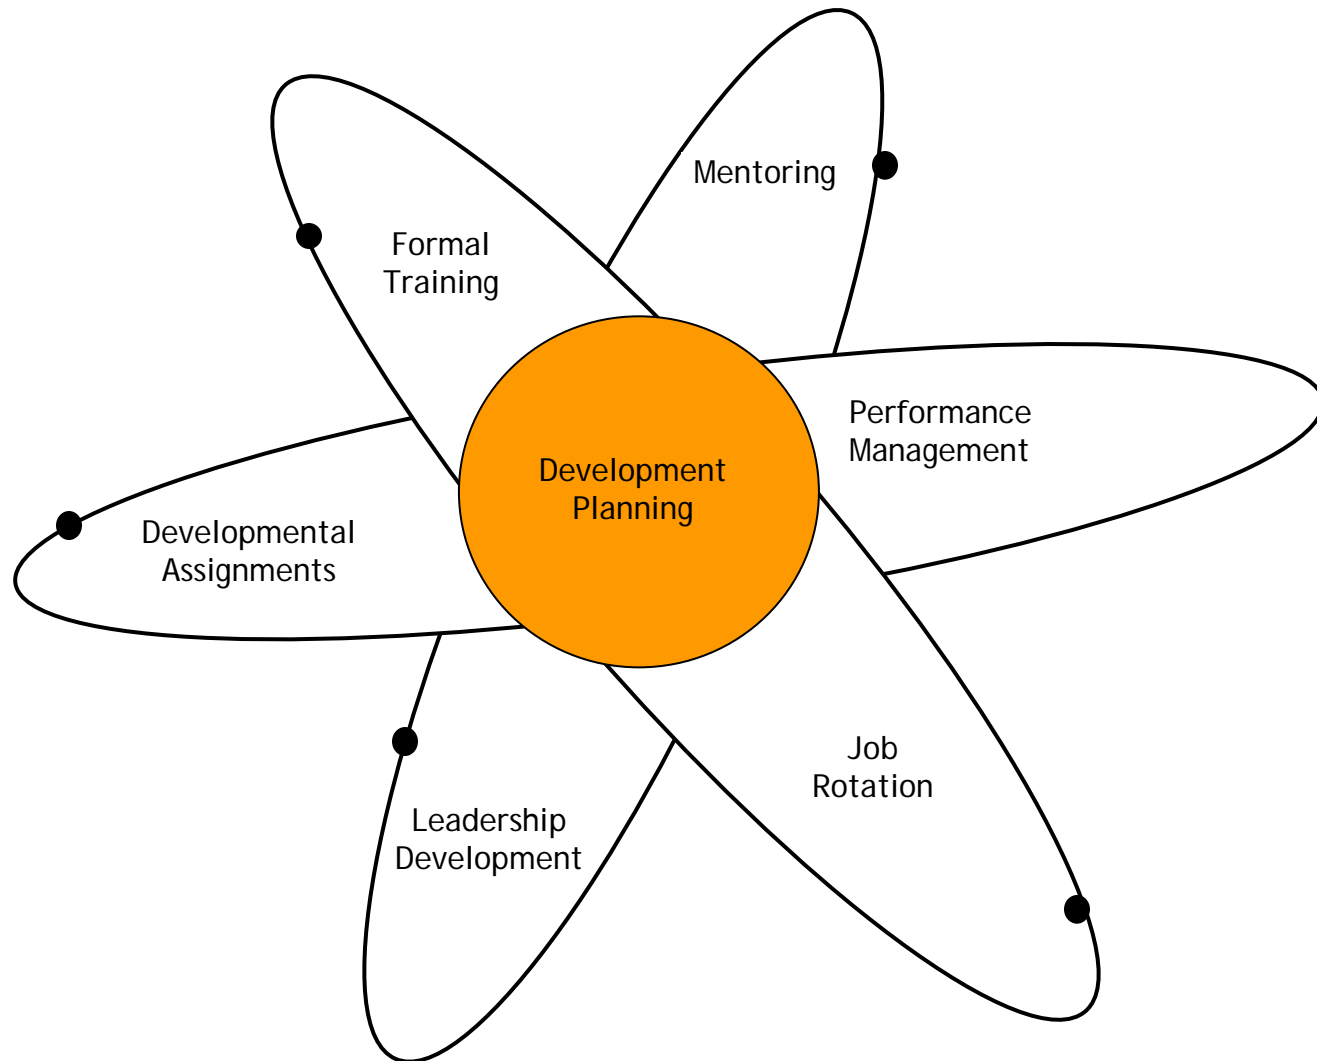 Mentoring
Formal
Training
Performance
Management
Development
Planning
Developmental
Assignments
Job
Rotation
Leadership
Development